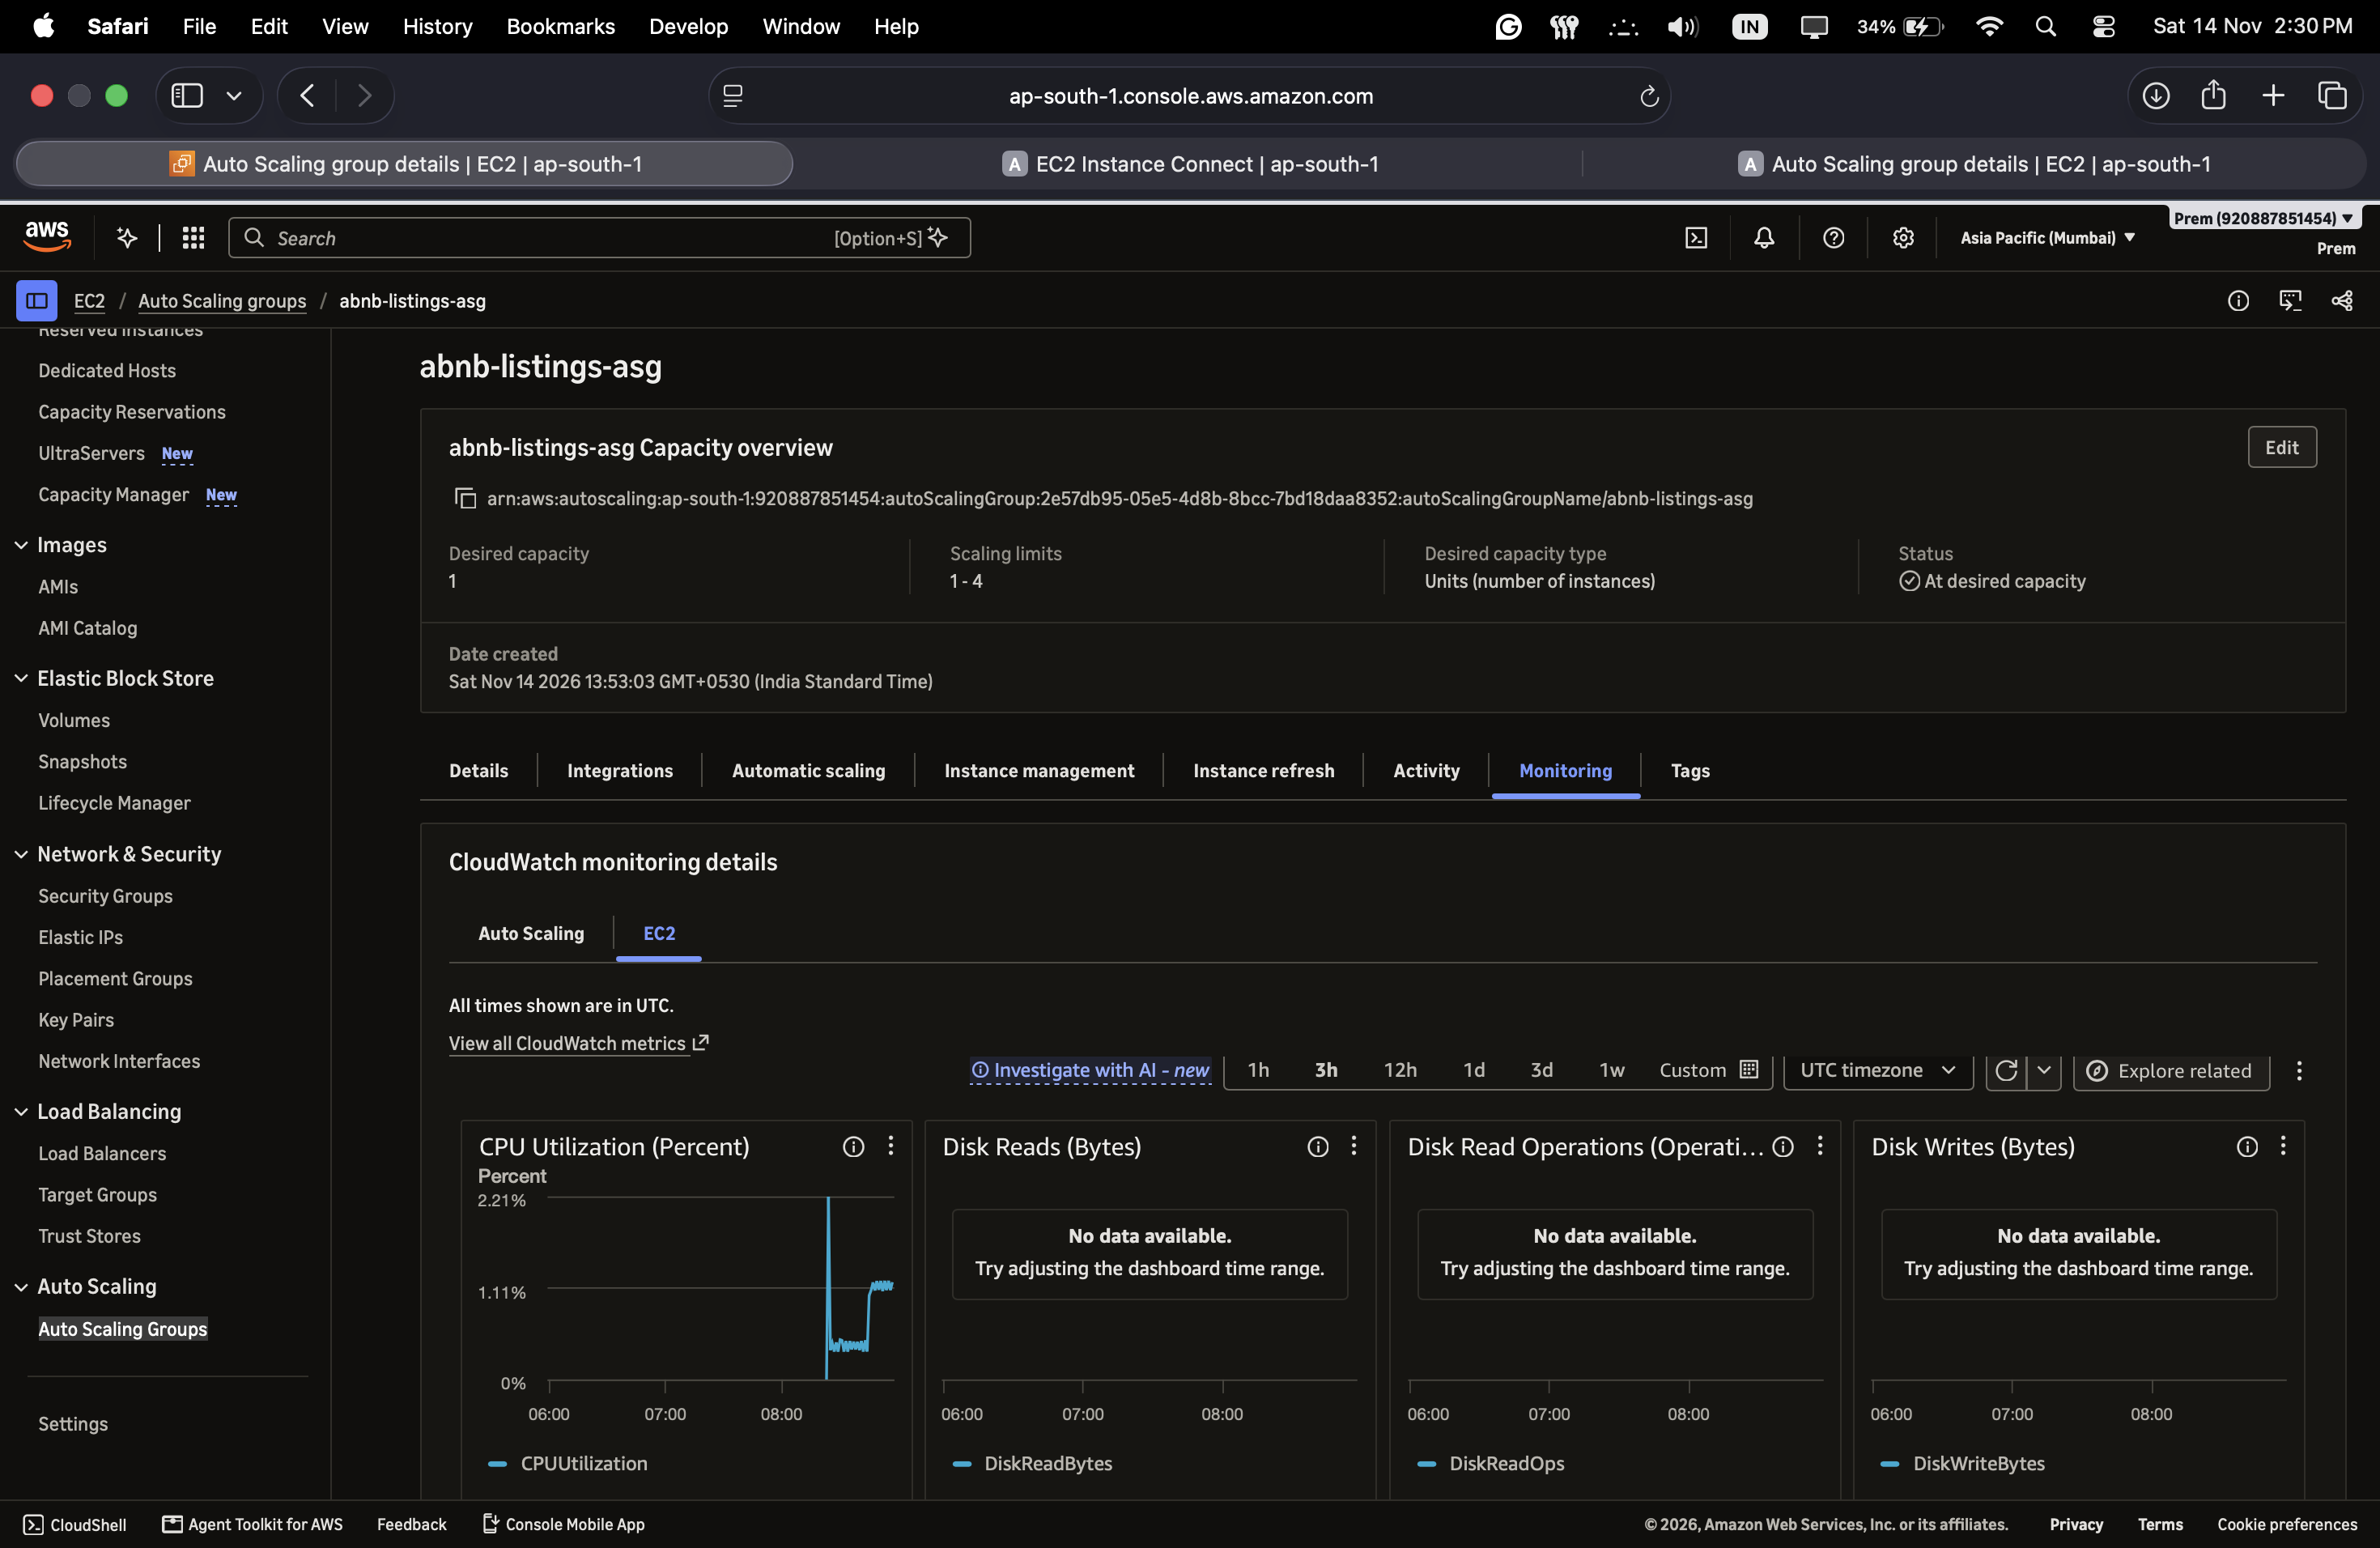 Safari File Edit View History Bookmarks Develop Window Help IN 34% Sat 14 Nov 2:30 PM
ap-south-1.console.aws.amazon.com
Auto Scaling group details | EC2 | ap-south-1
A EC2 Instance Connect | ap-south-1
A Auto Scaling group details | EC2 | ap-south-1
aws Search [Option+S] Asia Pacific (Mumbai) Prem (920887851454)
Prem
EC2 / Auto Scaling groups / abnb-listings-asg
Reserved Instances
Dedicated Hosts
Capacity Reservations
UltraServers New
Capacity Manager New
Images
AMIs
AMI Catalog
Elastic Block Store
Volumes
Snapshots
Lifecycle Manager
Network & Security
Security Groups
Elastic IPs
Placement Groups
Key Pairs
Network Interfaces
Load Balancing
Load Balancers
Target Groups
Trust Stores
Auto Scaling
Auto Scaling Groups
Settings
abnb-listings-asg
abnb-listings-asg Capacity overview
Edit
arn:aws:autoscaling:ap-south-1:920887851454:autoScalingGroup:2e57db95-05e5-4d8b-8bcc-7bd18daa8352:autoScalingGroupName/abnb-listings-asg
Desired capacity
1
Scaling limits
1 - 4
Desired capacity type
Units (number of instances)
Status
At desired capacity
Date created
Sat Nov 14 2026 13:53:03 GMT+0530 (India Standard Time)
Details Integrations Automatic scaling Instance management Instance refresh Activity Monitoring Tags
CloudWatch monitoring details
Auto Scaling EC2
All times shown are in UTC.
View all CloudWatch metrics
Investigate with AI - new 1h 3h 12h 1d 3d 1w Custom UTC timezone Explore related
CPU Utilization (Percent)
Percent
2.21%
1.11%
0%
06:00 07:00 08:00
CPUUtilization
Disk Reads (Bytes)
No data available.
Try adjusting the dashboard time range.
06:00 07:00 08:00
DiskReadBytes
Disk Read Operations (Operati...
No data available.
Try adjusting the dashboard time range.
06:00 07:00 08:00
DiskReadOps
Disk Writes (Bytes)
No data available.
Try adjusting the dashboard time range.
06:00 07:00 08:00
DiskWriteBytes
CloudShell Agent Toolkit for AWS Feedback Console Mobile App © 2026, Amazon Web Services, Inc. or its affiliates. Privacy Terms Cookie preferences